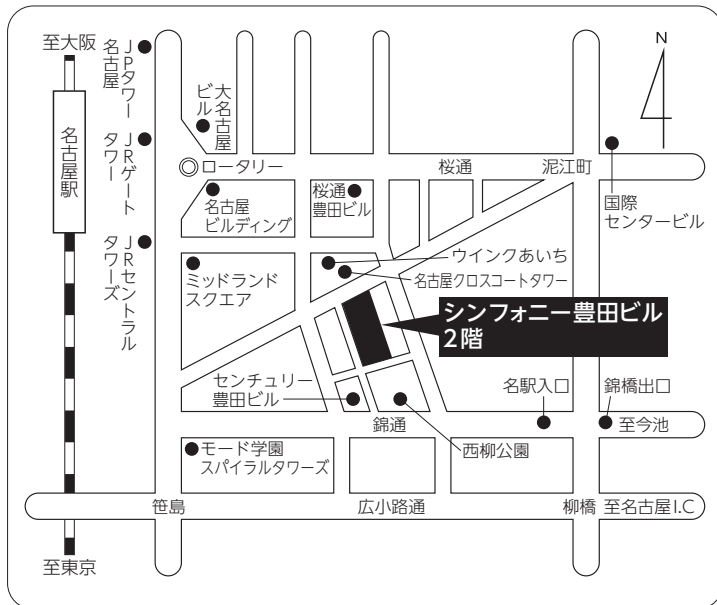 至大阪
JPタワー
名古屋
大名古屋
ビル
N
名古屋駅
JRゲート
タワー
ロータリー
桜通
泥江町
国際
センタービル
名古屋
ビルディング
桜通
豊田ビル
JRセントラル
タワーズ
ミッドランド
スクエア
ウインクあいち
名古屋クロスコートタワー
シンフォニー豊田ビル
2階
センチュリー
豊田ビル
名駅入口
錦橋出口
錦通
西柳公園
至今池
モード学園
スパイラルタワーズ
笹島
広小路通
柳橋
至名古屋I.C
至東京